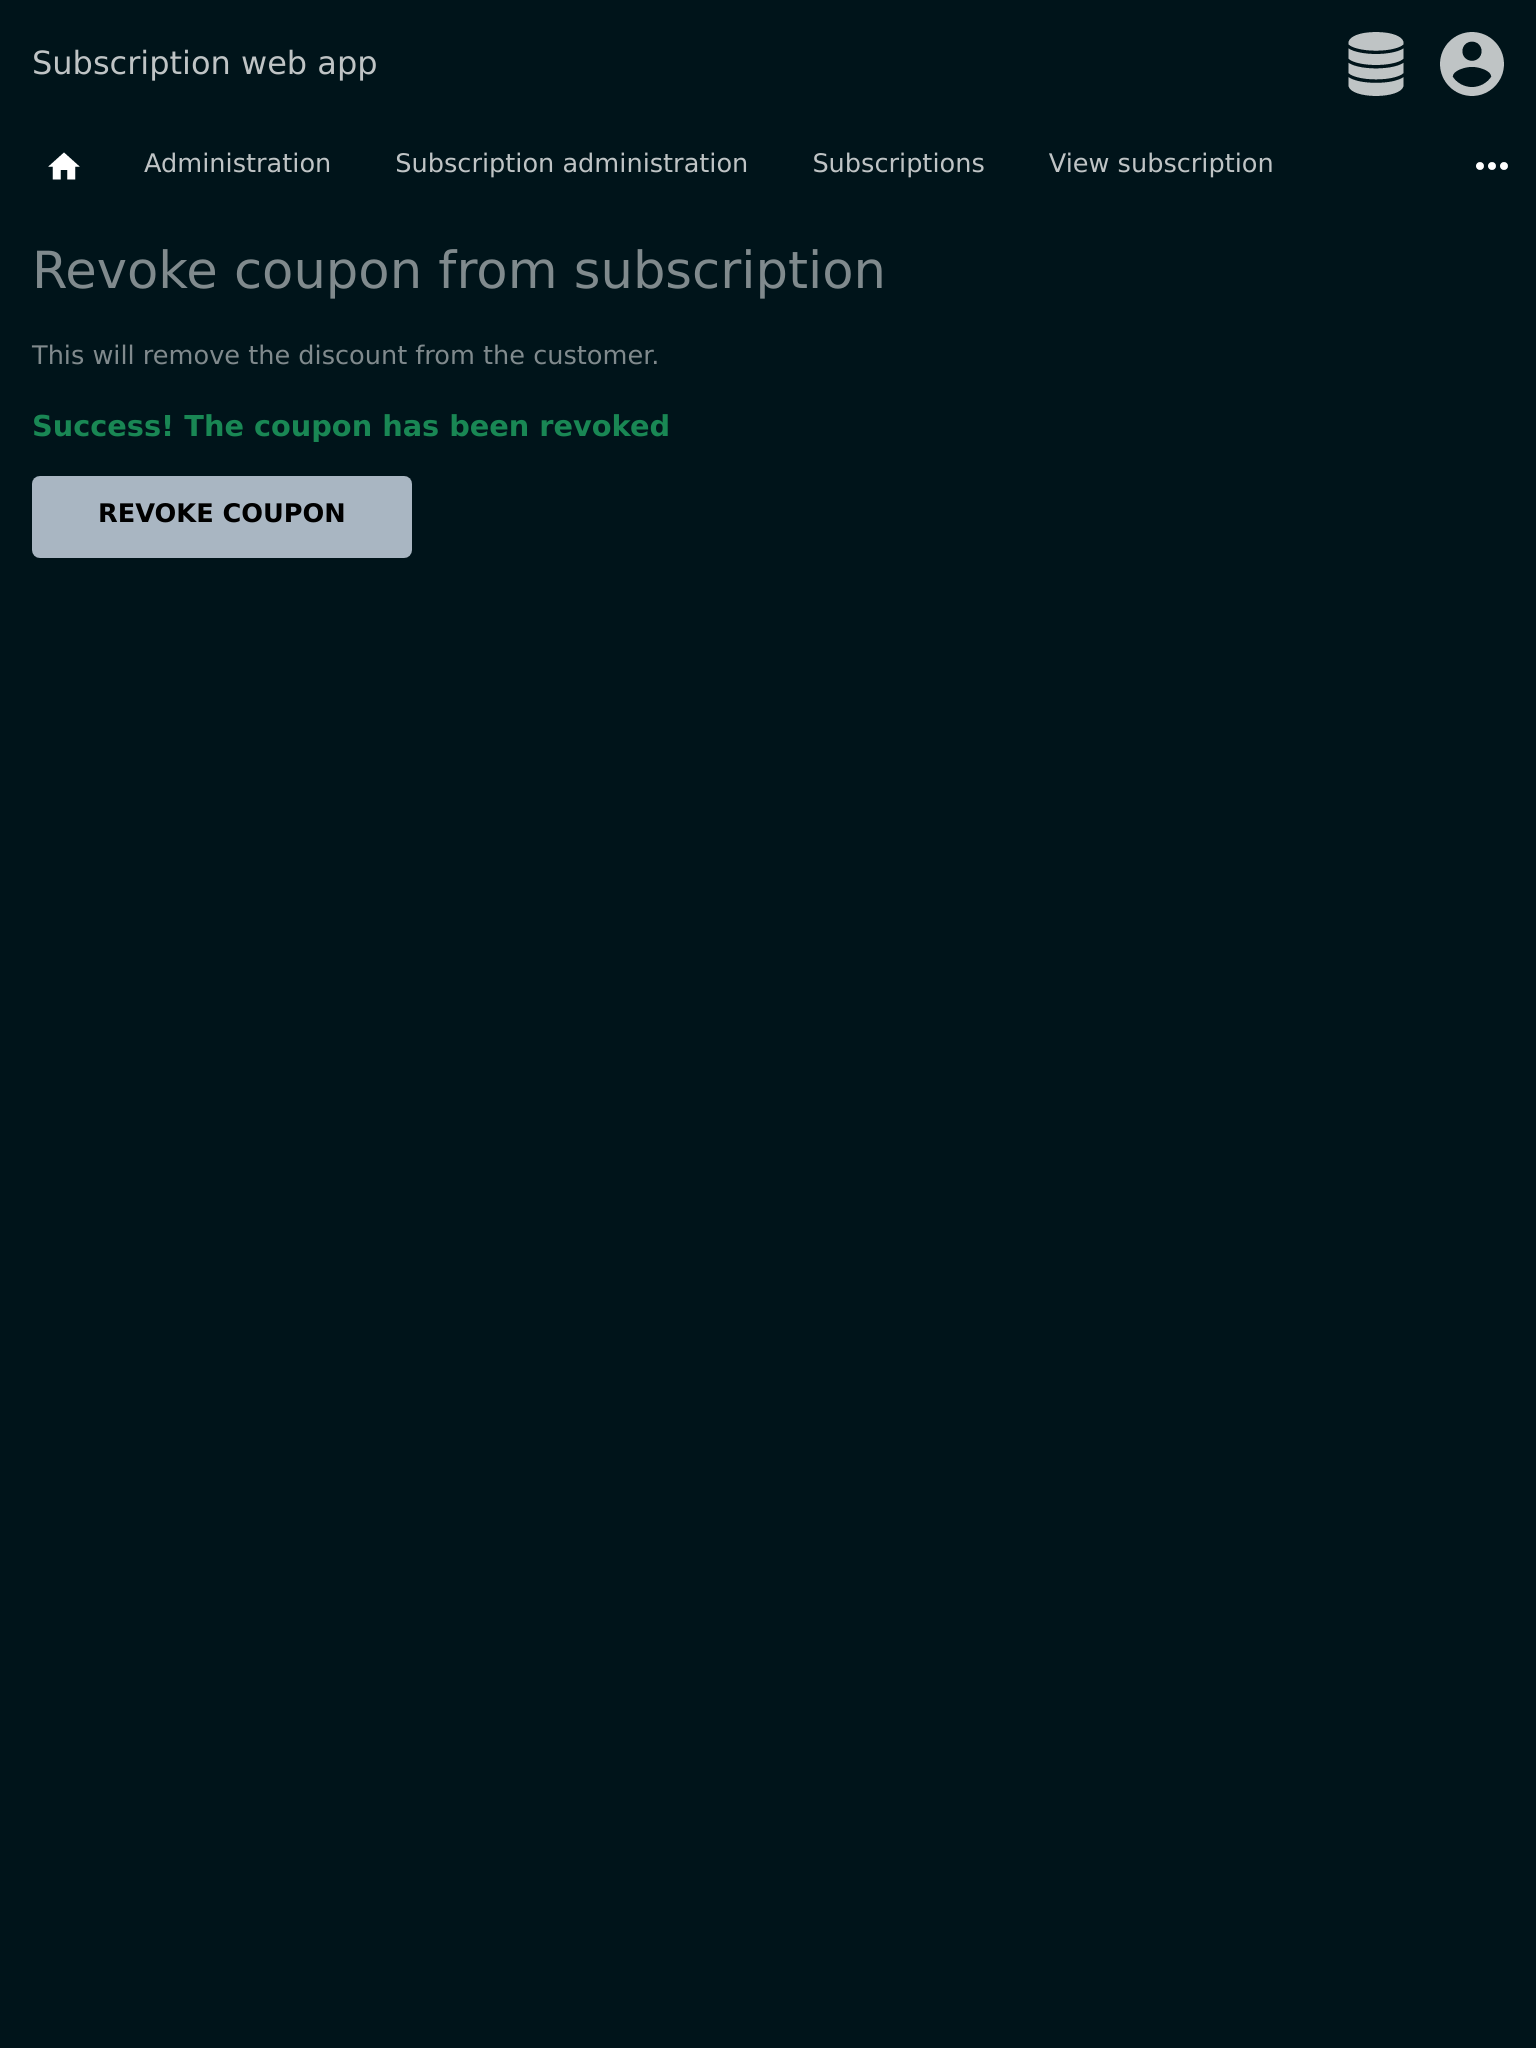 Subscription web app
Administration Subscription administration Subscriptions View subscription
Revoke coupon from subscription
This will remove the discount from the customer.
Success! The coupon has been revoked
REVOKE COUPON